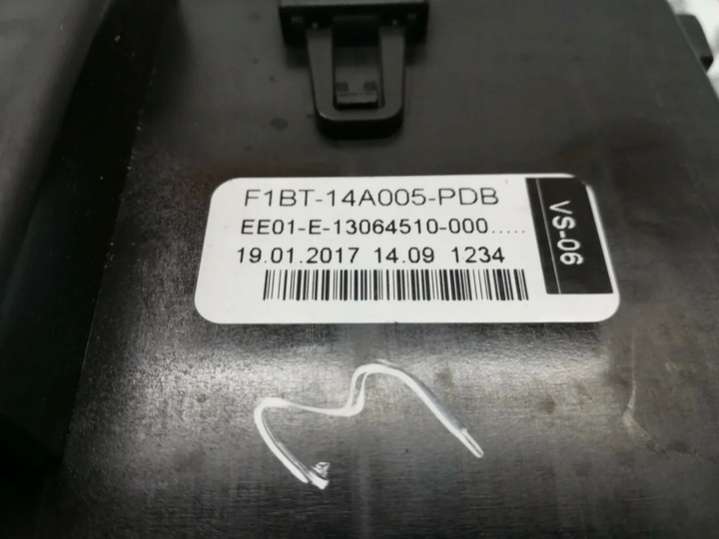 F1BT-14A005-PDB
EE01-E-13064510-000.....
19.01.2017 14.09 1234
VS-06